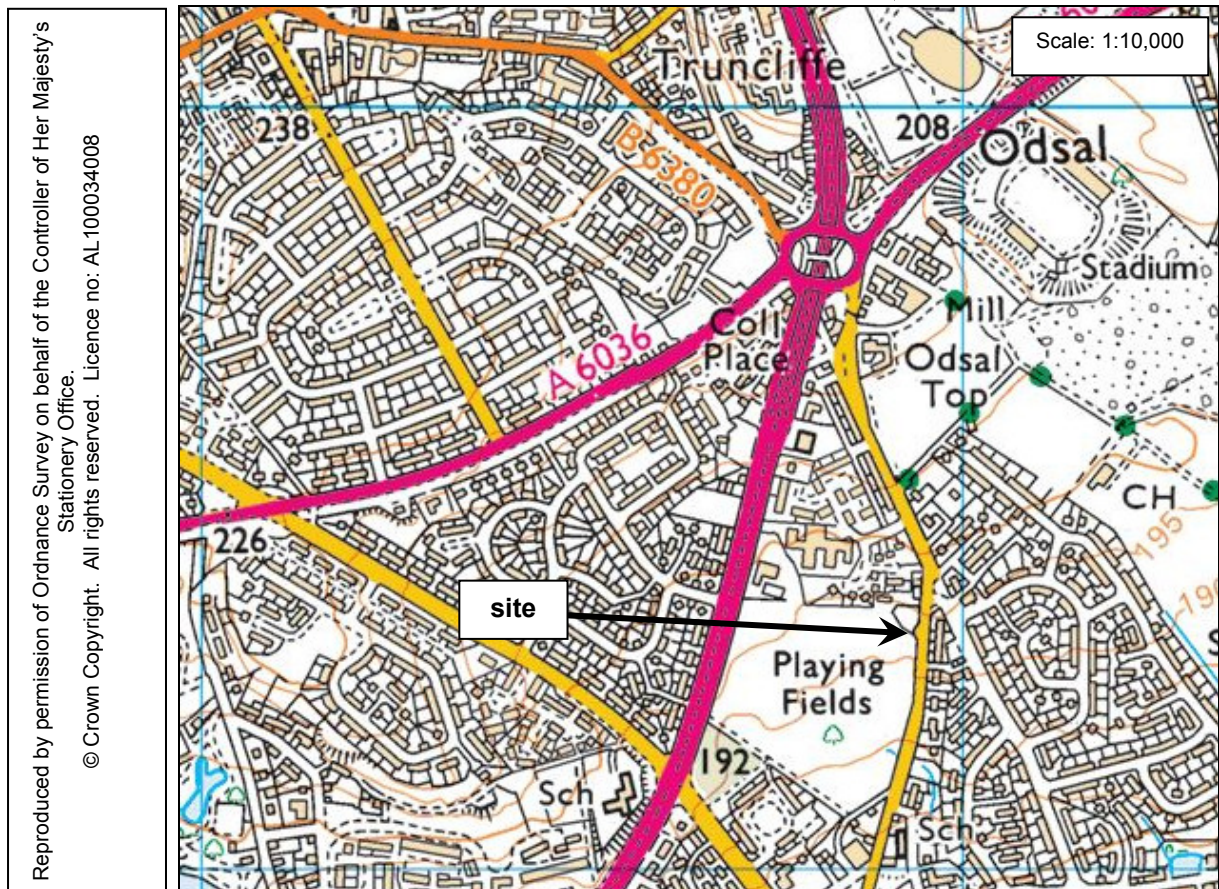 Reproduced by permission of Ordnance Survey on behalf of the Controller of Her Majesty's
Stationery Office.
© Crown Copyright. All rights reserved. Licence no: AL100034008
Scale: 1:10,000
Truncliffe
238
208
Odsal
B 6380
Stadium
Coll
Place
Mill
A 6036
Odsal
Top
CH
226
195
site
Playing
Fields
192
Sch
Sch